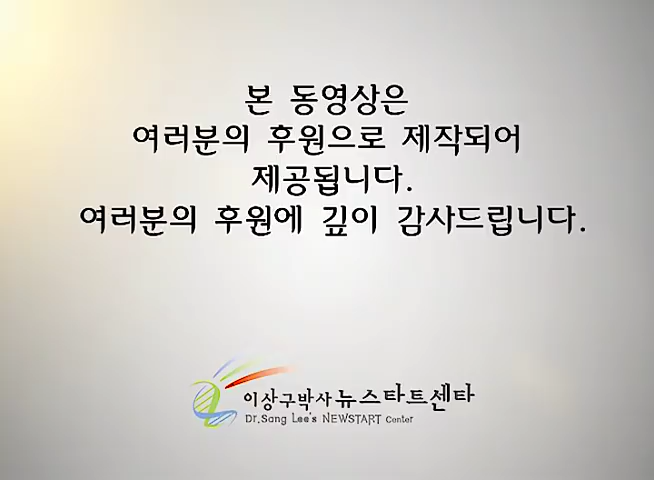 본 동영상은
여러분의 후원으로 제작되어
제공됩니다.
여러분의 후원에 깊이 감사드립니다.
이상구박사 뉴스타트센타
Dr.Sang Lee's NEWSTART Center